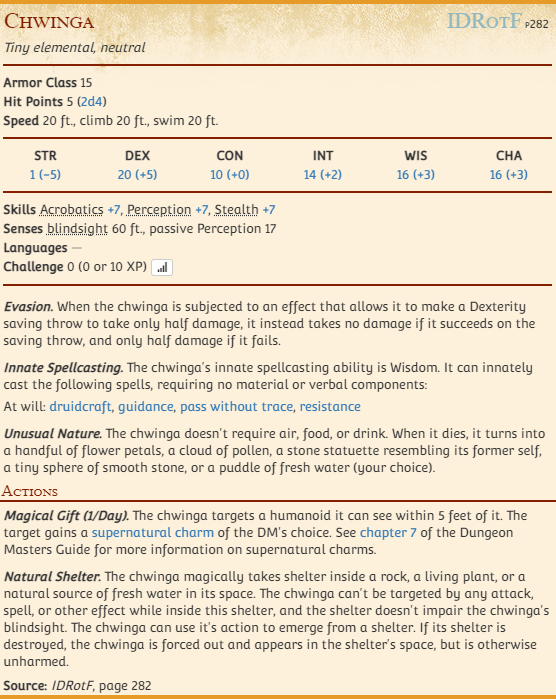 Chwinga IDRotF p282
Tiny elemental, neutral
Armor Class 15
Hit Points 5 (2d4)
Speed 20 ft., climb 20 ft., swim 20 ft.
STR DEX CON INT WIS CHA
1 (−5) 20 (+5) 10 (+0) 14 (+2) 16 (+3) 16 (+3)
Skills Acrobatics +7, Perception +7, Stealth +7
Senses blindsight 60 ft., passive Perception 17
Languages —
Challenge 0 (0 or 10 XP)
Evasion. When the chwinga is subjected to an effect that allows it to make a Dexterity
saving throw to take only half damage, it instead takes no damage if it succeeds on the
saving throw, and only half damage if it fails.
Innate Spellcasting. The chwinga's innate spellcasting ability is Wisdom. It can innately
cast the following spells, requiring no material or verbal components:
At will: druidcraft, guidance, pass without trace, resistance
Unusual Nature. The chwinga doesn't require air, food, or drink. When it dies, it turns into
a handful of flower petals, a cloud of pollen, a stone statuette resembling its former self,
a tiny sphere of smooth stone, or a puddle of fresh water (your choice).
Actions
Magical Gift (1/Day). The chwinga targets a humanoid it can see within 5 feet of it. The
target gains a supernatural charm of the DM's choice. See chapter 7 of the Dungeon
Masters Guide for more information on supernatural charms.
Natural Shelter. The chwinga magically takes shelter inside a rock, a living plant, or a
natural source of fresh water in its space. The chwinga can't be targeted by any attack,
spell, or other effect while inside this shelter, and the shelter doesn't impair the chwinga's
blindsight. The chwinga can use it's action to emerge from a shelter. If its shelter is
destroyed, the chwinga is forced out and appears in the shelter's space, but is otherwise
unharmed.
Source: IDRotF, page 282